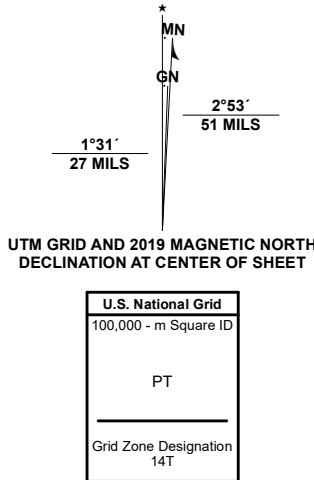 ★
MN
GN
1°31´
27 MILS
2°53´
51 MILS
UTM GRID AND 2019 MAGNETIC NORTH
DECLINATION AT CENTER OF SHEET
U.S. National Grid
100,000 - m Square ID
PT
Grid Zone Designation
14T